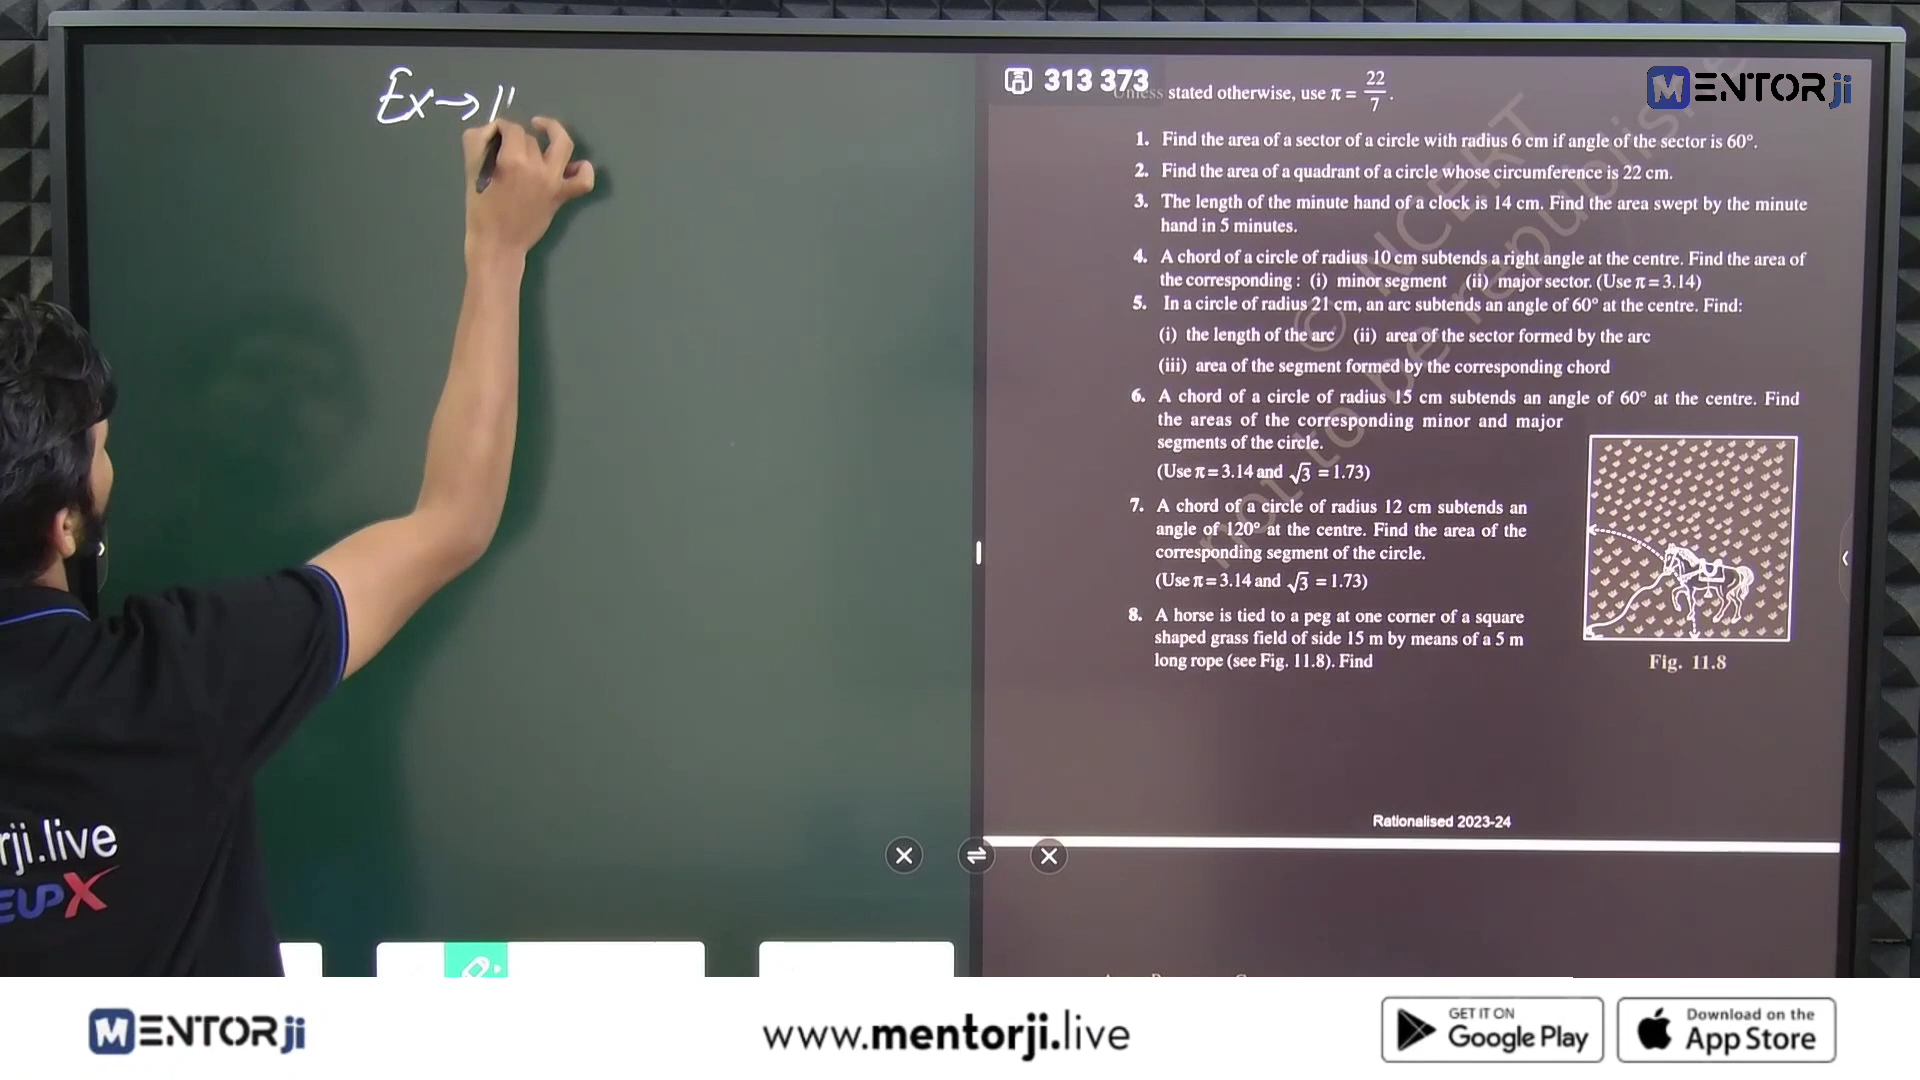 Ex → 11
313 373
Unless stated otherwise, use π = 22/7.
MENTORji
1. Find the area of a sector of a circle with radius 6 cm if angle of the sector is 60°.
2. Find the area of a quadrant of a circle whose circumference is 22 cm.
3. The length of the minute hand of a clock is 14 cm. Find the area swept by the minute
hand in 5 minutes.
4. A chord of a circle of radius 10 cm subtends a right angle at the centre. Find the area of
the corresponding : (i) minor segment (ii) major sector. (Use π = 3.14)
5. In a circle of radius 21 cm, an arc subtends an angle of 60° at the centre. Find:
(i) the length of the arc (ii) area of the sector formed by the arc
(iii) area of the segment formed by the corresponding chord
6. A chord of a circle of radius 15 cm subtends an angle of 60° at the centre. Find
the areas of the corresponding minor and major
segments of the circle.
(Use π = 3.14 and √3 = 1.73)
7. A chord of a circle of radius 12 cm subtends an
angle of 120° at the centre. Find the area of the
corresponding segment of the circle.
(Use π = 3.14 and √3 = 1.73)
8. A horse is tied to a peg at one corner of a square
shaped grass field of side 15 m by means of a 5 m
long rope (see Fig. 11.8). Find
Fig. 11.8
© NCERT
not to be republishe
Rationalised 2023-24
rji.live
EUPX
MENTORji
www.mentorji.live
GET IT ON
Google Play
Download on the
App Store